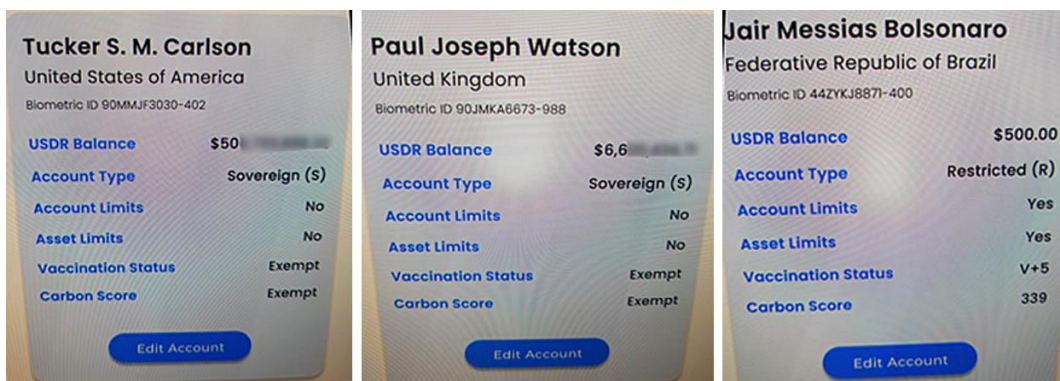 Tucker S. M. Carlson
United States of America
Biometric ID 90MMJF3030-402
USDR Balance $50
Account Type Sovereign (S)
Account Limits No
Asset Limits No
Vaccination Status Exempt
Carbon Score Exempt
Edit Account
Paul Joseph Watson
United Kingdom
Biometric ID 90JMKA6673-988
USDR Balance $6,6
Account Type Sovereign (S)
Account Limits No
Asset Limits No
Vaccination Status Exempt
Carbon Score Exempt
Edit Account
Jair Messias Bolsonaro
Federative Republic of Brazil
Biometric ID 44ZYKJ8871-400
USDR Balance $500.00
Account Type Restricted (R)
Account Limits Yes
Asset Limits Yes
Vaccination Status V+5
Carbon Score 339
Edit Account